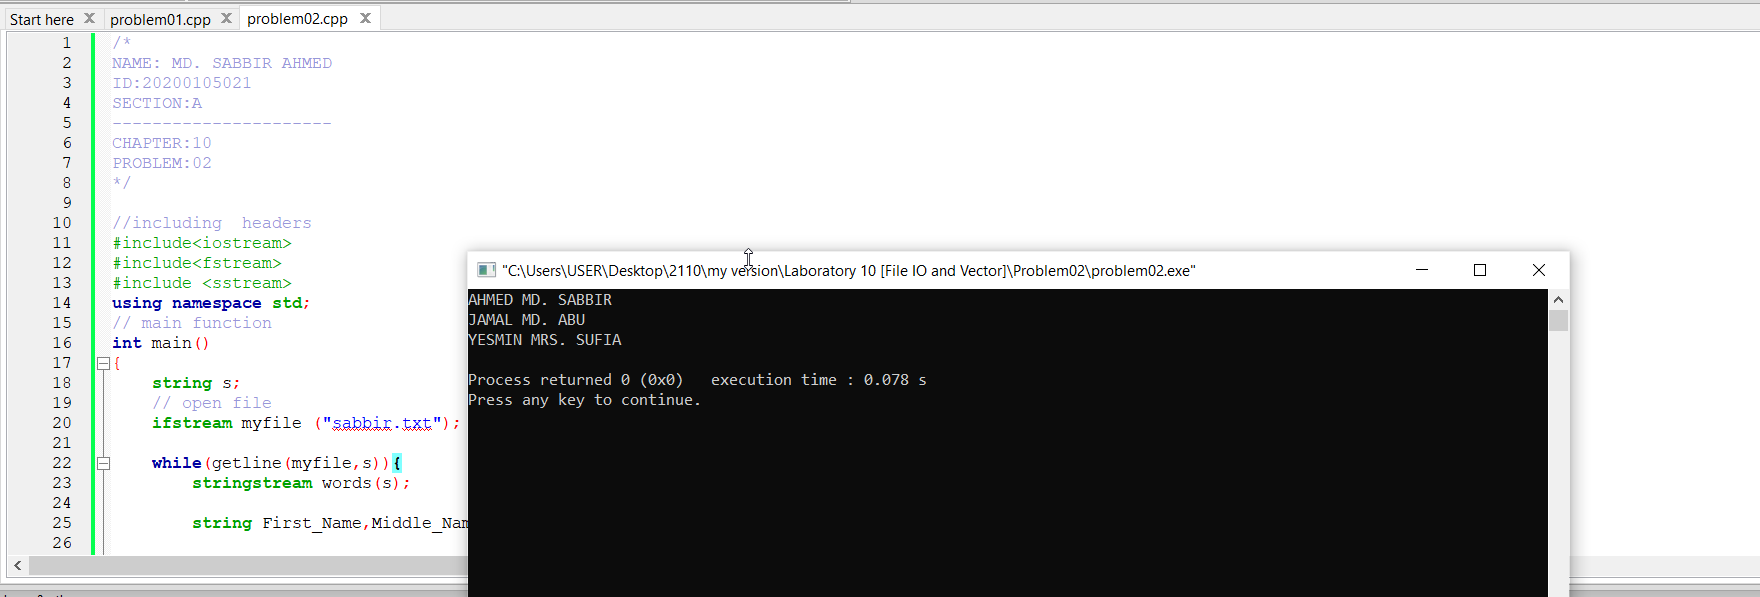 Start here X problem01.cpp X problem02.cpp X
1 /*
2 NAME: MD. SABBIR AHMED
3 ID:20200105021
4 SECTION:A
5 ----------------------
6 CHAPTER:10
7 PROBLEM:02
8 */
9
10 //including  headers
11 #include<iostream>
12 #include<fstream>
13 #include <sstream>
14 using namespace std;
15 // main function
16 int main()
17 {
18 string s;
19 // open file
20 ifstream myfile ("sabbir.txt");
21
22 while(getline(myfile,s)){
23 stringstream words(s);
24
25 string First_Name,Middle_Nam
26
"C:\Users\USER\Desktop\2110\my version\Laboratory 10 [File IO and Vector]\Problem02\problem02.exe"
AHMED MD. SABBIR
JAMAL MD. ABU
YESMIN MRS. SUFIA
Process returned 0 (0x0)   execution time : 0.078 s
Press any key to continue.